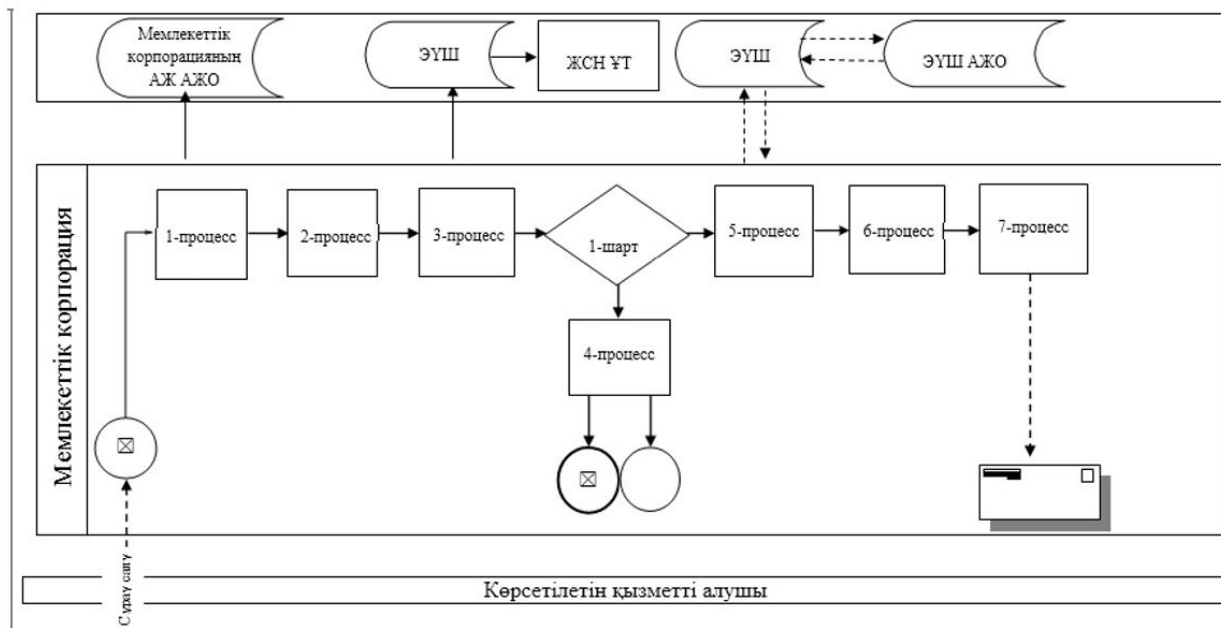 Мемлекеттік
корпорациянын
АЖ АЖО
ЭҮШ
ЖСН ҰТ
ЭҮШ
ЭҮШ АЖО
Мемлекеттік корпорация
1-процесс
2-процесс
3-процесс
1-шарт
5-процесс
6-процесс
7-процесс
4-процесс
Сұрау салу
Көрсетілетін қызметті алушы